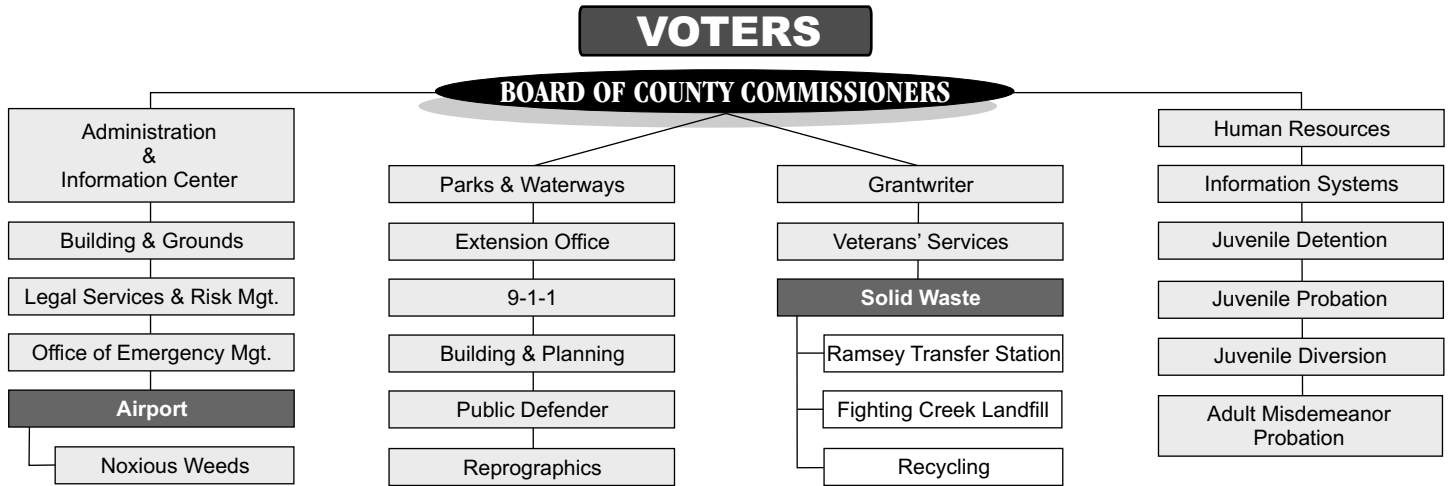 VOTERS
BOARD OF COUNTY COMMISSIONERS
Administration
&
Information Center
Building & Grounds
Legal Services & Risk Mgt.
Office of Emergency Mgt.
Airport
Noxious Weeds
Parks & Waterways
Extension Office
9-1-1
Building & Planning
Public Defender
Reprographics
Grantwriter
Veterans’ Services
Solid Waste
Ramsey Transfer Station
Fighting Creek Landfill
Recycling
Human Resources
Information Systems
Juvenile Detention
Juvenile Probation
Juvenile Diversion
Adult Misdemeanor
Probation